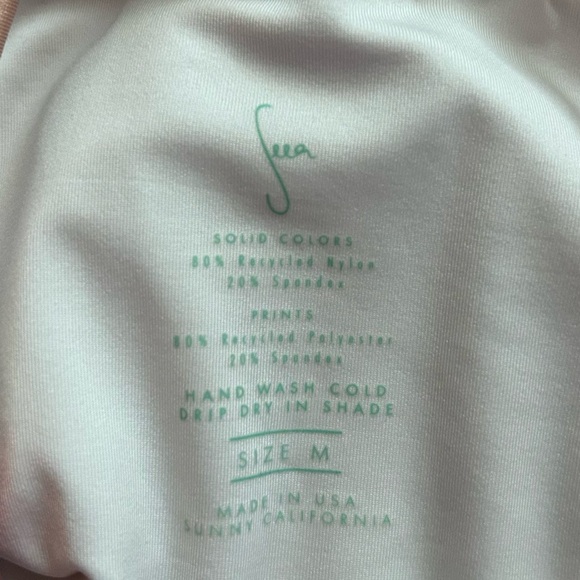 SOLID COLORS
80% Recycled Nylon
20% Spandex
PRINTS
80% Recycled Polyester
20% Spandex
HAND WASH COLD
DRIP DRY IN SHADE
SIZE M
MADE IN USA
SUNNY CALIFORNIA